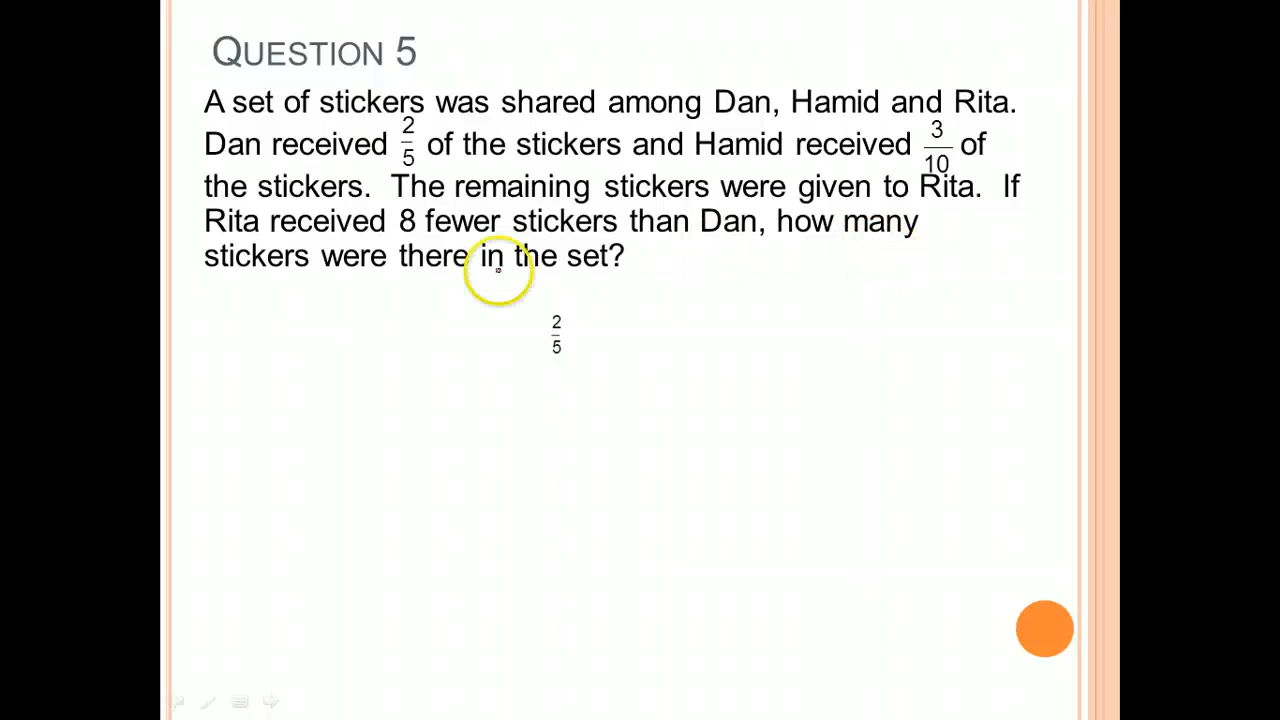 QUESTION 5
A set of stickers was shared among Dan, Hamid and Rita.
Dan received 2/5 of the stickers and Hamid received 3/10 of
the stickers. The remaining stickers were given to Rita. If
Rita received 8 fewer stickers than Dan, how many
stickers were there in the set?
2/5